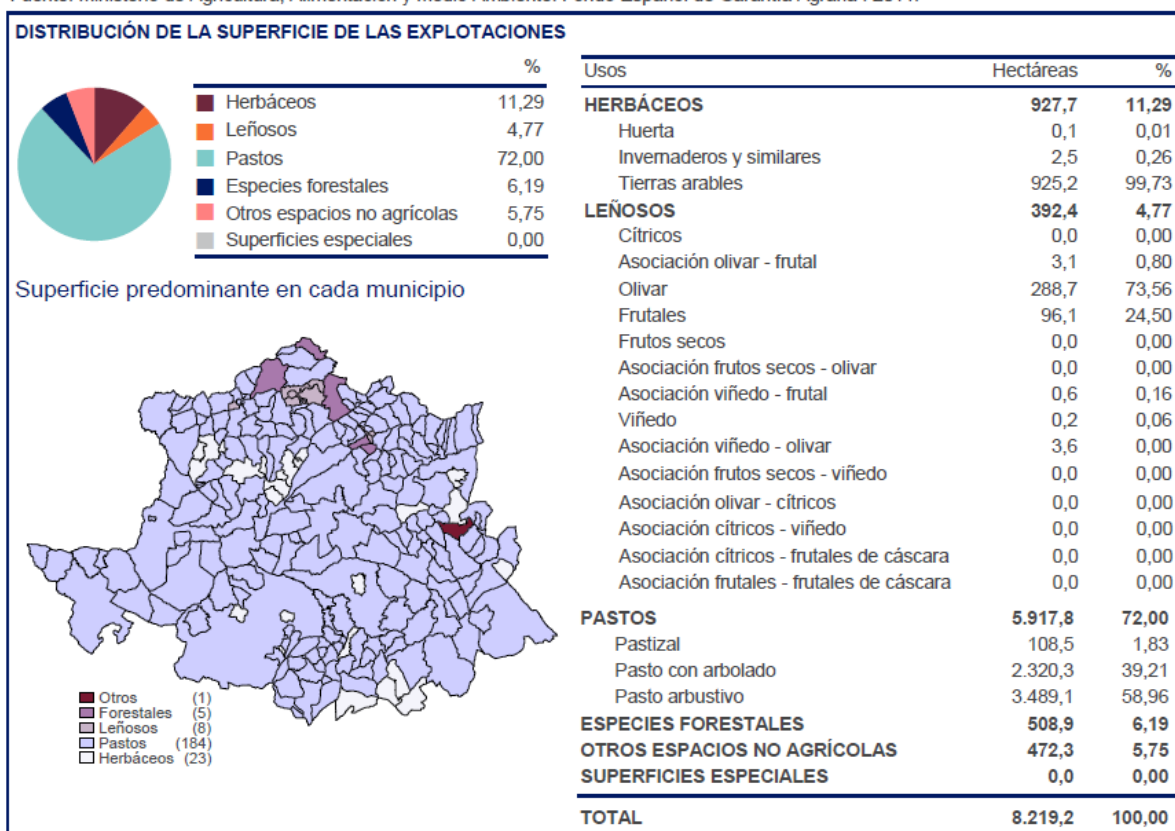 DISTRIBUCIÓN DE LA SUPERFICIE DE LAS EXPLOTACIONES
%
Herbáceos 11,29
Leñosos 4,77
Pastos 72,00
Especies forestales 6,19
Otros espacios no agrícolas 5,75
Superficies especiales 0,00
Superficie predominante en cada municipio
Otros (1)
Forestales (5)
Leñosos (8)
Pastos (184)
Herbáceos (23)
Usos Hectáreas %
HERBÁCEOS 927,7 11,29
Huerta 0,1 0,01
Invernaderos y similares 2,5 0,26
Tierras arables 925,2 99,73
LEÑOSOS 392,4 4,77
Cítricos 0,0 0,00
Asociación olivar - frutal 3,1 0,80
Olivar 288,7 73,56
Frutales 96,1 24,50
Frutos secos 0,0 0,00
Asociación frutos secos - olivar 0,0 0,00
Asociación viñedo - frutal 0,6 0,16
Viñedo 0,2 0,06
Asociación viñedo - olivar 3,6 0,00
Asociación frutos secos - viñedo 0,0 0,00
Asociación olivar - cítricos 0,0 0,00
Asociación cítricos - viñedo 0,0 0,00
Asociación cítricos - frutales de cáscara 0,0 0,00
Asociación frutales - frutales de cáscara 0,0 0,00
PASTOS 5.917,8 72,00
Pastizal 108,5 1,83
Pasto con arbolado 2.320,3 39,21
Pasto arbustivo 3.489,1 58,96
ESPECIES FORESTALES 508,9 6,19
OTROS ESPACIOS NO AGRÍCOLAS 472,3 5,75
SUPERFICIES ESPECIALES 0,0 0,00
TOTAL 8.219,2 100,00